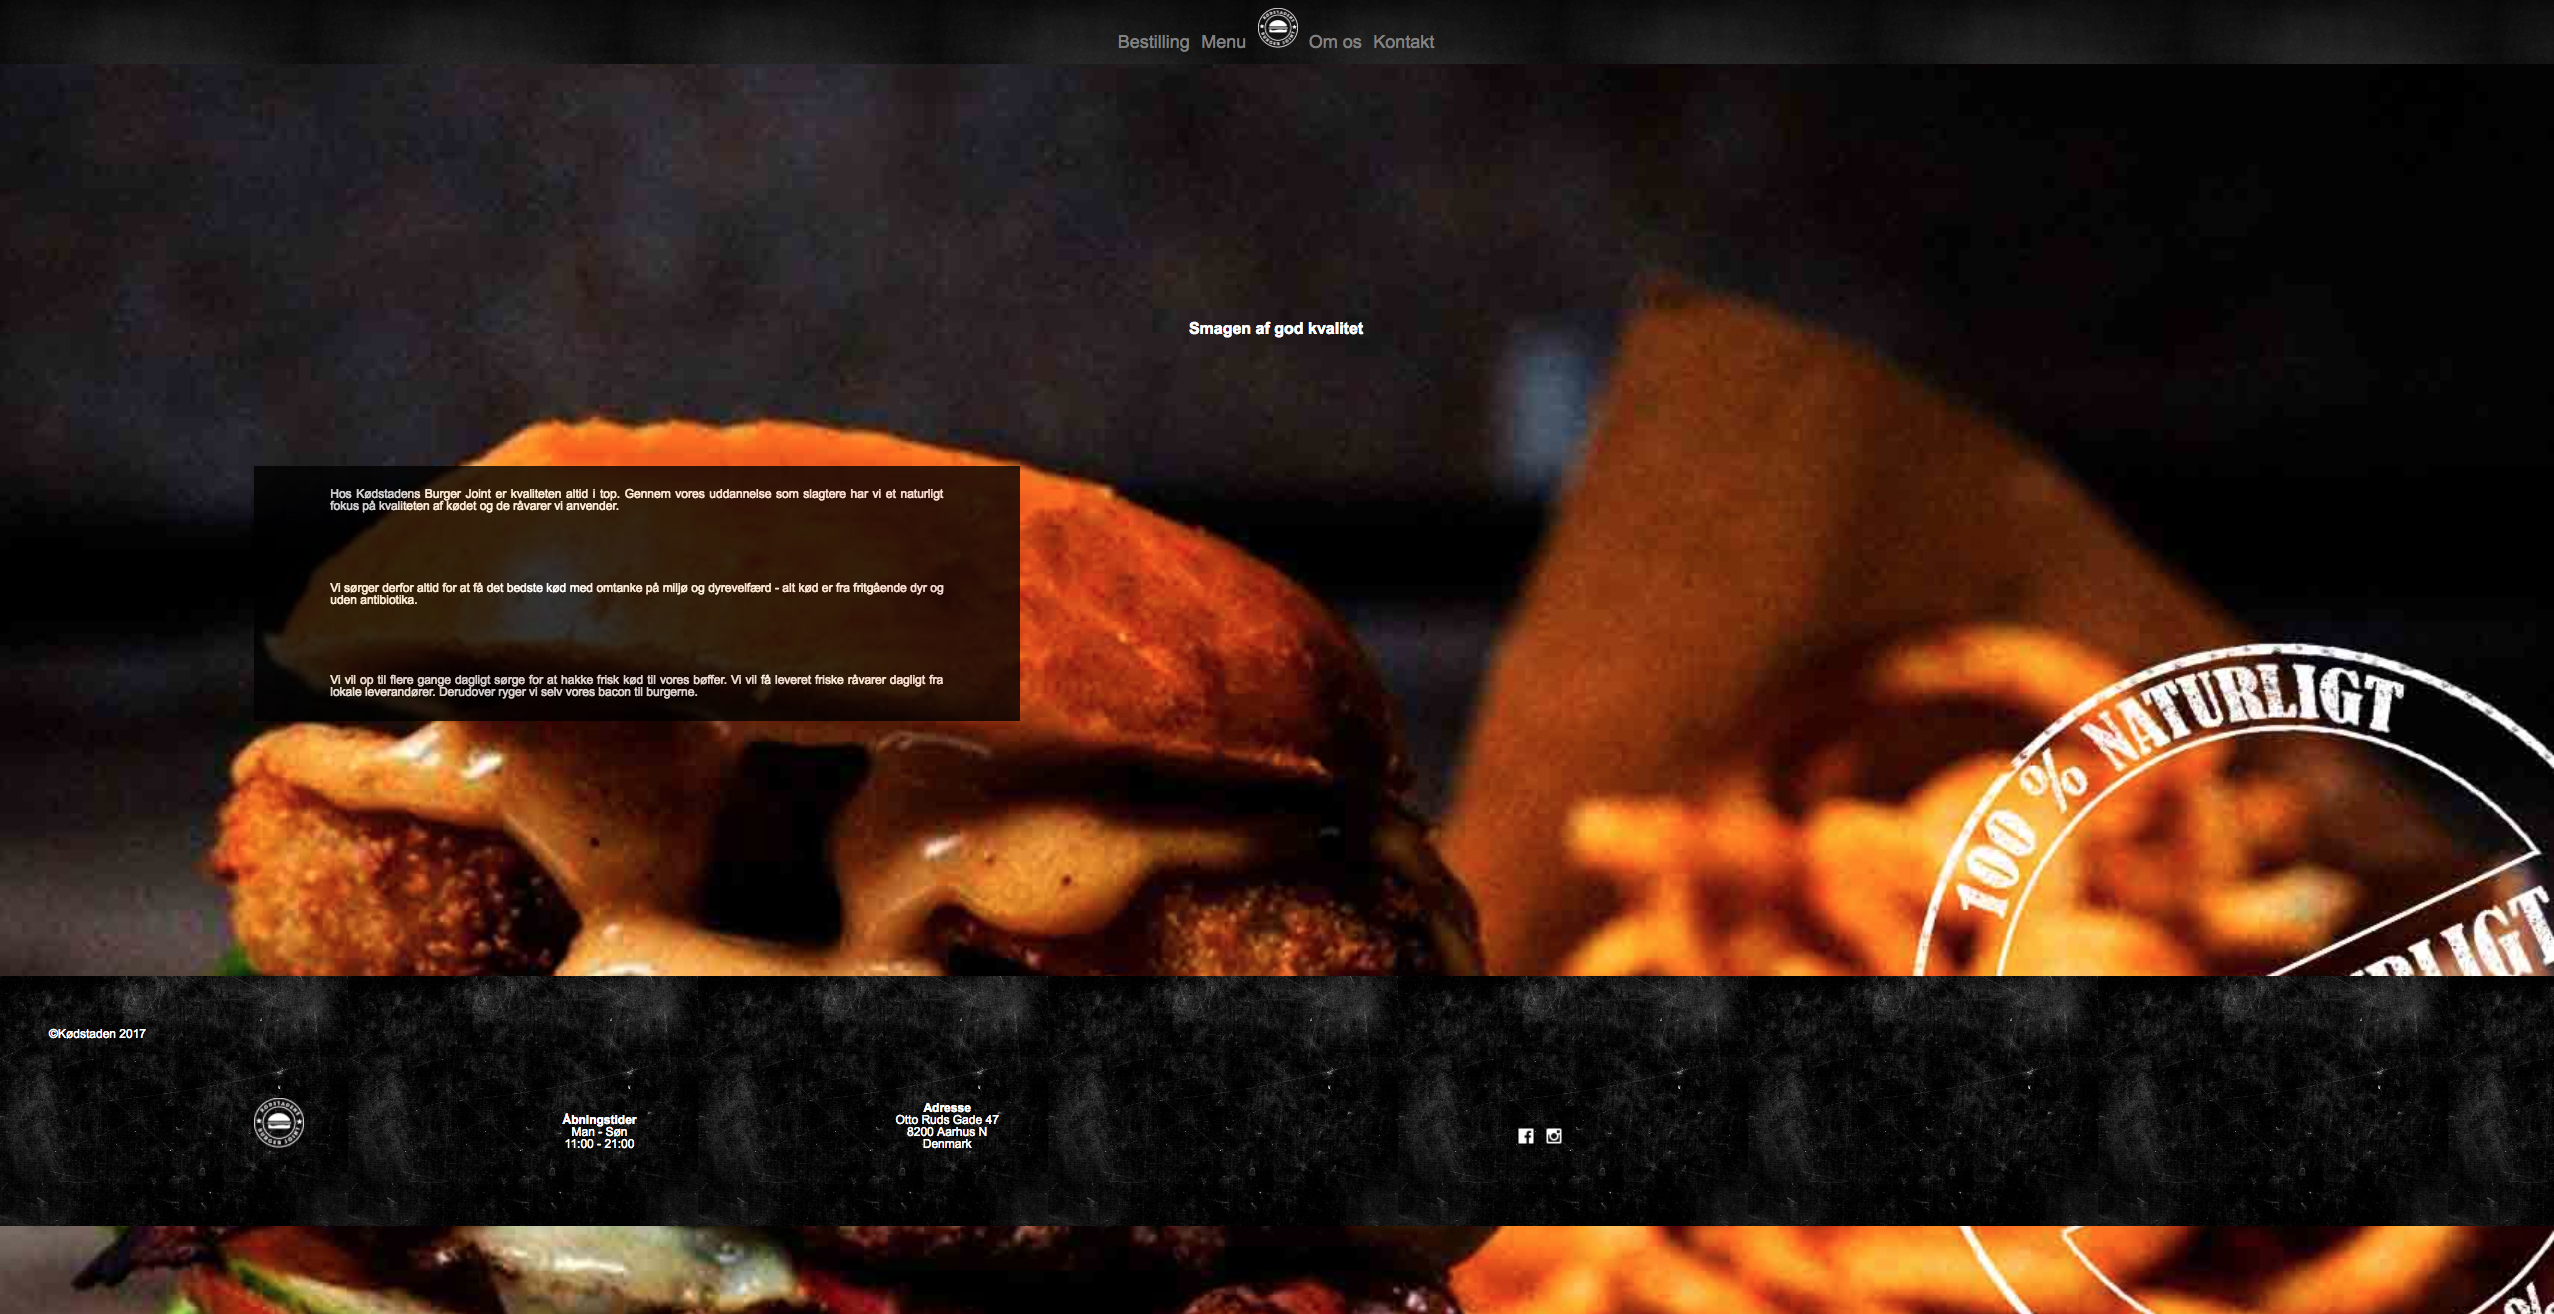 Bestilling Menu KØDSTADENS BURGER JOINT Om os Kontakt
Smagen af god kvalitet
Hos Kødstadens Burger Joint er kvaliteten altid i top. Gennem vores uddannelse som slagtere har vi et naturligt
fokus på kvaliteten af kødet og de råvarer vi anvender.
Vi sørger derfor altid for at få det bedste kød med omtanke på miljø og dyrevelfærd - alt kød er fra fritgående dyr og
uden antibiotika.
Vi vil op til flere gange dagligt sørge for at hakke frisk kød til vores bøffer. Vi vil få leveret friske råvarer dagligt fra
lokale leverandører. Derudover ryger vi selv vores bacon til burgerne.
100 % NATURLIGT
©Kødstaden 2017
KØDSTADENS BURGER JOINT
Åbningstider
Man - Søn
11:00 - 21:00
Adresse
Otto Ruds Gade 47
8200 Aarhus N
Denmark